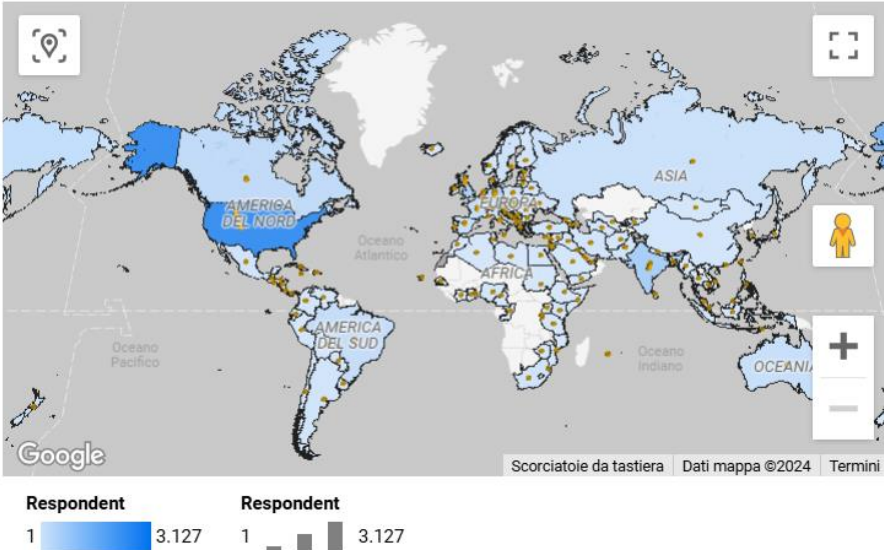 ASIA
AMERICA
DEL NORD
EUROPA
Oceano
Atlantico
AFRICA
AMERICA
DEL SUD
Oceano
Pacifico
Oceano
Indiano
OCEANIA
Google
Scorciatoie da tastiera
Dati mappa ©2024
Termini
Respondent
Respondent
1
3.127
1
3.127